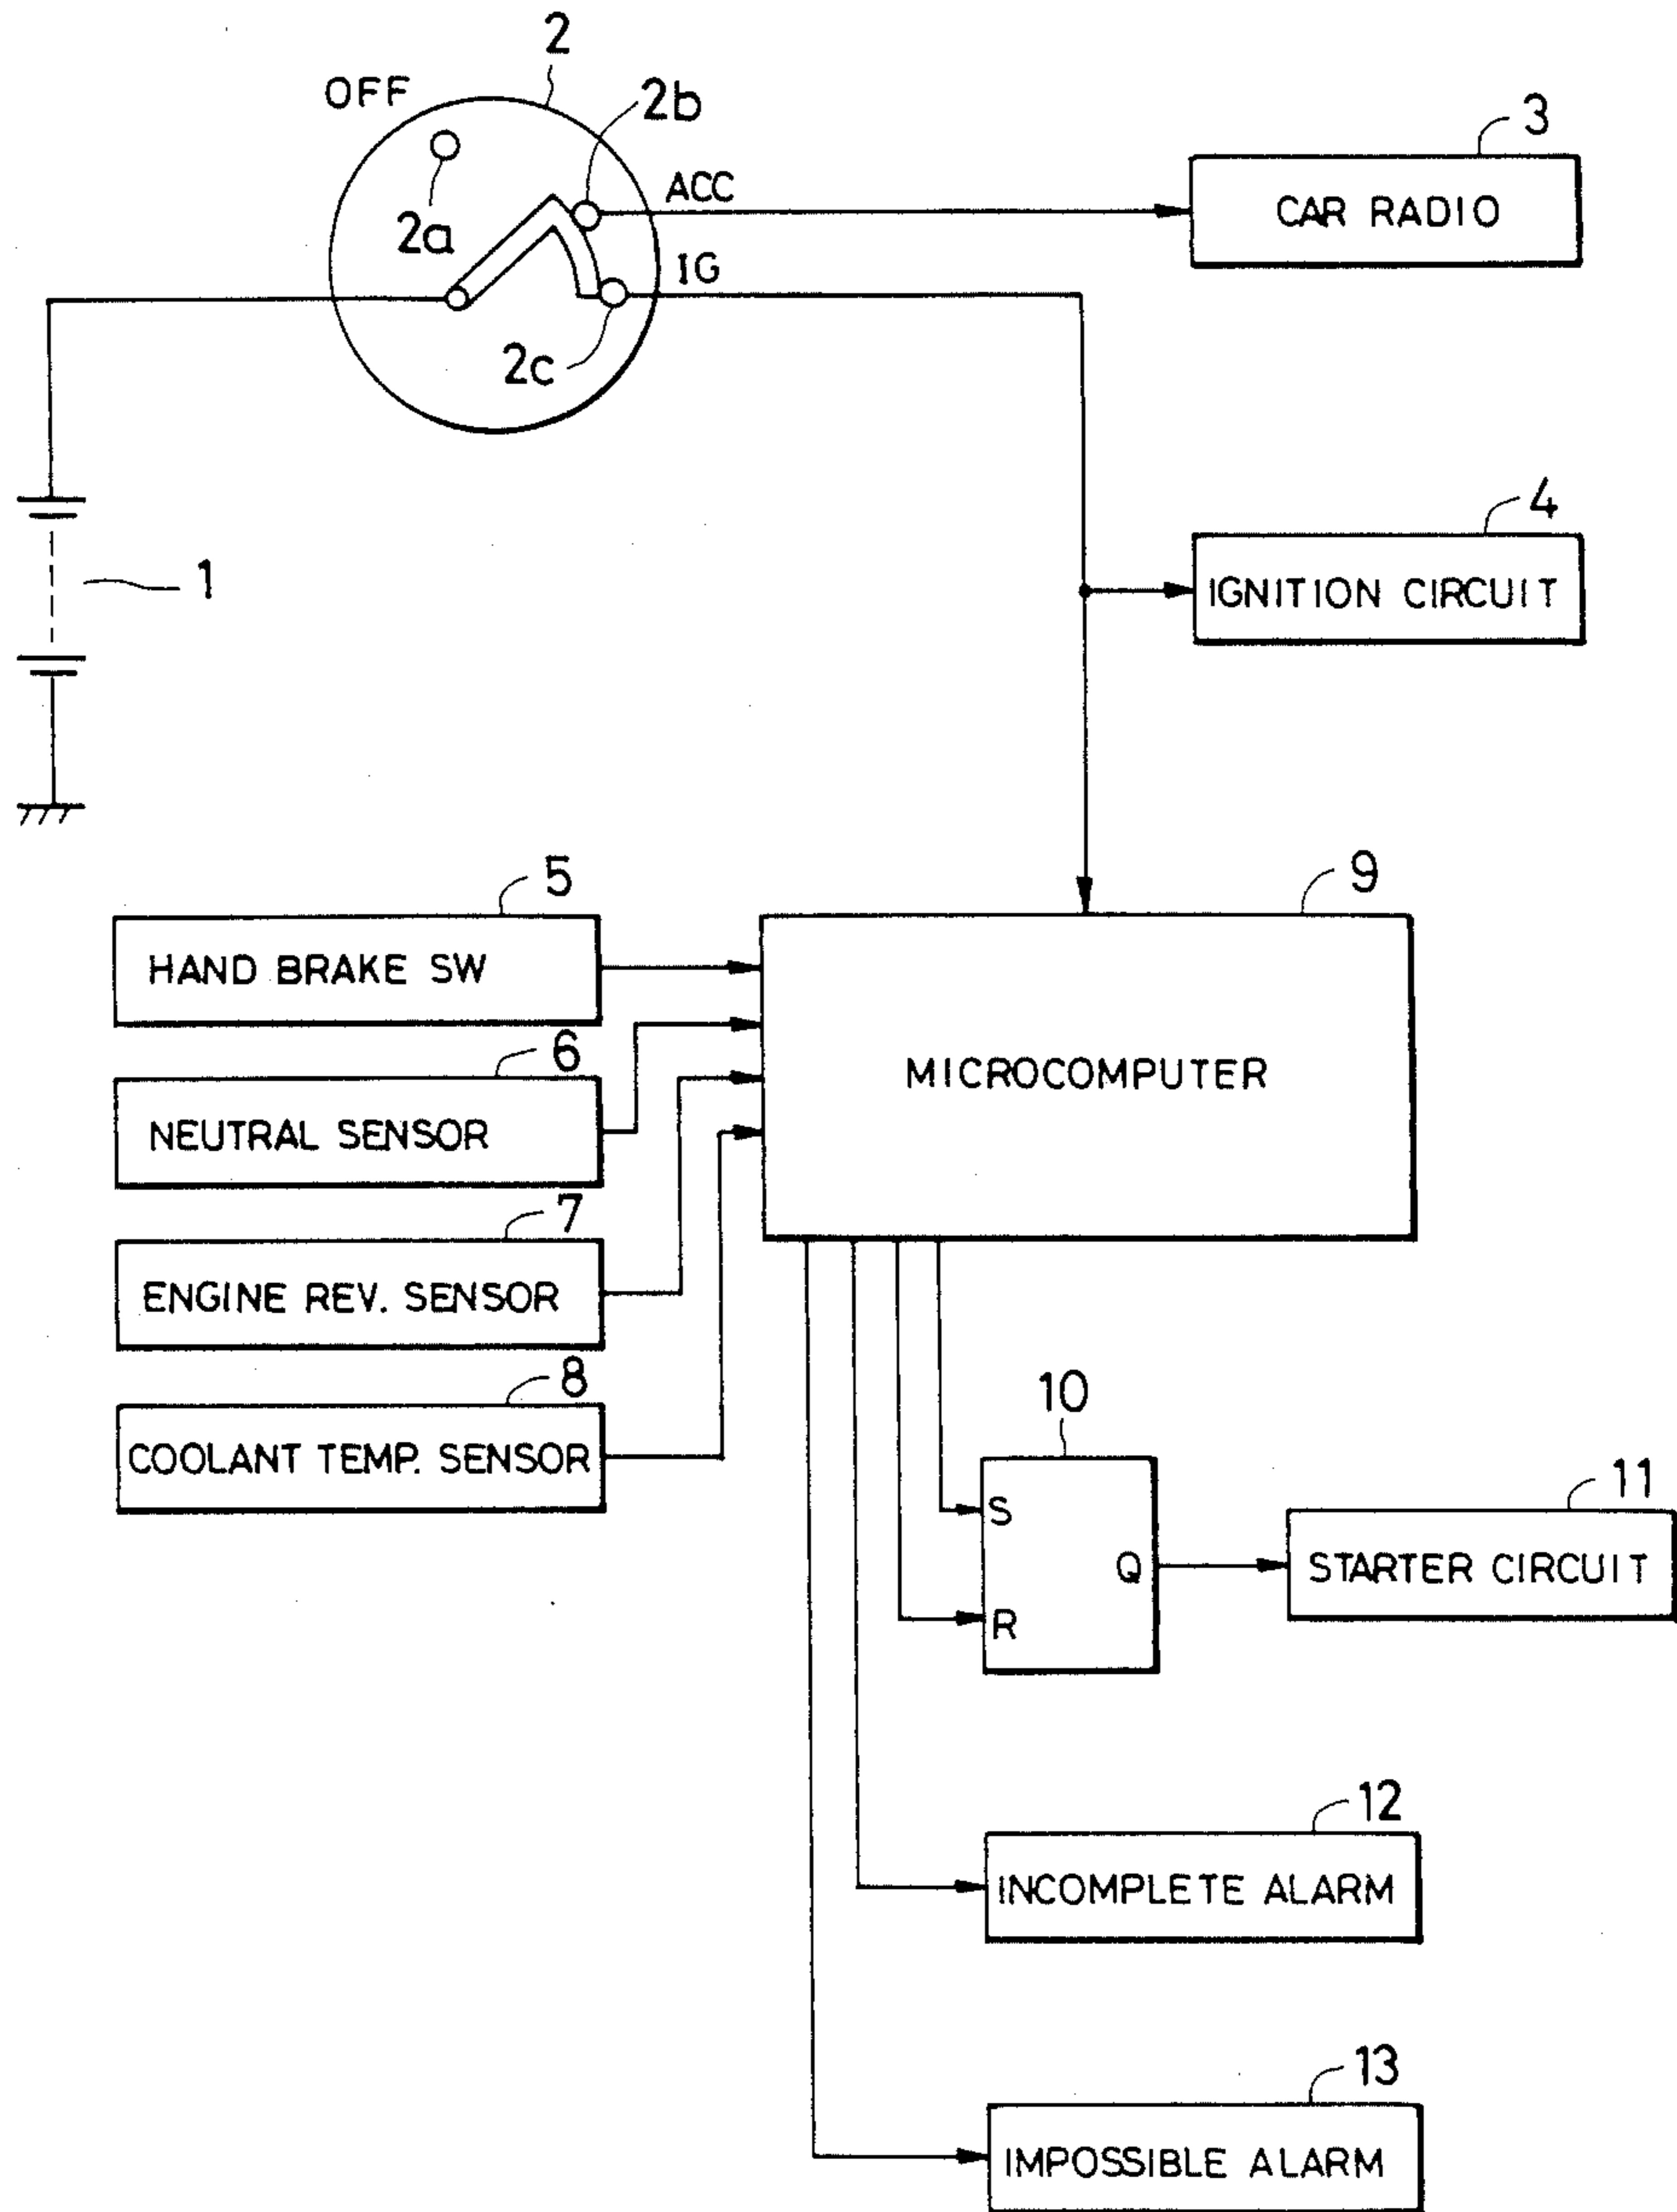 2
OFF
2b
3
ACC
CAR RADIO
2a
IG
2c
4
1
IGNITION CIRCUIT
5
9
HAND BRAKE SW
6
MICROCOMPUTER
NEUTRAL SENSOR
7
ENGINE REV. SENSOR
8
10
COOLANT TEMP. SENSOR
11
S
Q
STARTER CIRCUIT
R
12
INCOMPLETE ALARM
13
IMPOSSIBLE ALARM